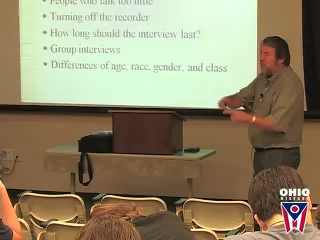 • People who talk too little
• Turning off the recorder
• How long should the interview last?
• Group interviews
• Differences of age, race, gender, and class
OHIO
HISTORY